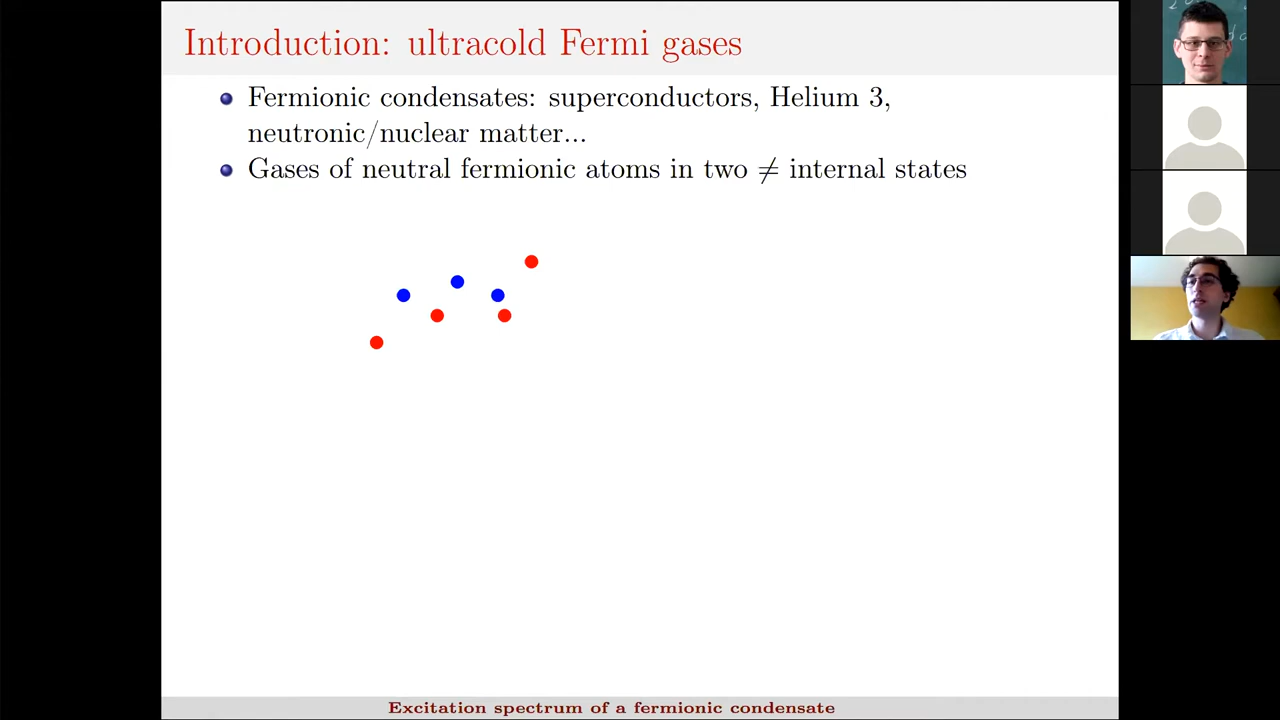 Introduction: ultracold Fermi gases
Fermionic condensates: superconductors, Helium 3,
neutronic/nuclear matter...
Gases of neutral fermionic atoms in two ≠ internal states
Excitation spectrum of a fermionic condensate